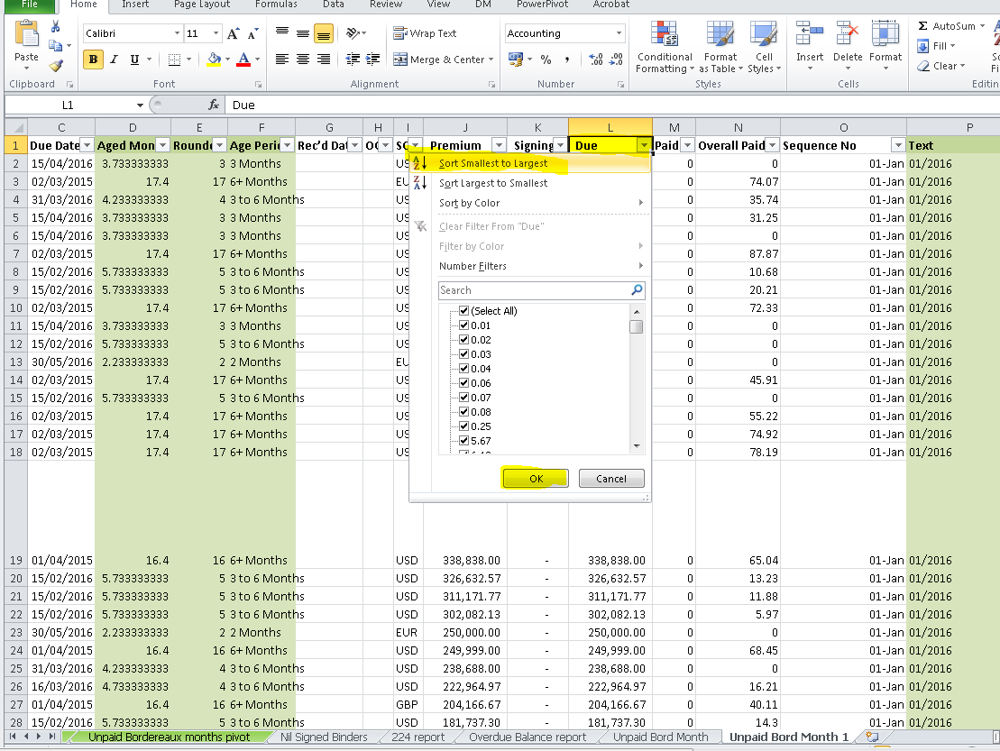 File Home Insert Page Layout Formulas Data Review View DM PowerPivot Acrobat
Paste
Calibri 11 A A
B I U A
Wrap Text
Merge & Center
Accounting
% , .00 .0
Conditional Formatting
Format as Table
Cell Styles
Insert Delete Format
Σ AutoSum
Fill
Clear
Clipboard Font Alignment Number Styles Cells
L1 fx Due
C D E F G H I J K L M N O P
1 Due Date Aged Mon Rounde Age Perio Rec'd Dat OC SC Premium Signing Due Paid Overall Paid Sequence No Text
2 15/04/2016 3.733333333 3 3 Months US 0 0 01-Jan 01/2016
3 02/03/2015 17.4 17 6+ Months EU 0 74.07 01-Jan 01/2016
4 31/03/2016 4.233333333 4 3 to 6 Months US 0 35.74 01-Jan 01/2016
5 15/04/2016 3.733333333 3 3 Months US 0 31.25 01-Jan 01/2016
6 15/04/2016 3.733333333 3 3 Months US 0 0 01-Jan 01/2016
7 02/03/2015 17.4 17 6+ Months US 0 87.87 01-Jan 01/2016
8 15/02/2016 5.733333333 5 3 to 6 Months US 0 10.68 01-Jan 01/2016
9 15/02/2016 5.733333333 5 3 to 6 Months US 0 20.21 01-Jan 01/2016
10 02/03/2015 17.4 17 6+ Months US 0 72.33 01-Jan 01/2016
11 15/04/2016 3.733333333 3 3 Months US 0 0 01-Jan 01/2016
12 15/02/2016 5.733333333 5 3 to 6 Months US 0 0 01-Jan 01/2016
13 30/05/2016 2.233333333 2 2 Months EU 0 0 01-Jan 01/2016
14 02/03/2015 17.4 17 6+ Months US 0 45.91 01-Jan 01/2016
15 15/02/2016 5.733333333 5 3 to 6 Months US 0 0 01-Jan 01/2016
16 02/03/2015 17.4 17 6+ Months US 0 55.22 01-Jan 01/2016
17 02/03/2015 17.4 17 6+ Months US 0 74.92 01-Jan 01/2016
18 02/03/2015 17.4 17 6+ Months US 0 78.19 01-Jan 01/2016
Sort Smallest to Largest
Sort Largest to Smallest
Sort by Color
Clear Filter From "Due"
Filter by Color
Number Filters
Search
(Select All)
0.01
0.02
0.03
0.04
0.06
0.07
0.08
0.25
5.67
OK Cancel
19 01/04/2015 16.4 16 6+ Months USD 338,838.00 - 338,838.00 0 65.04 01-Jan 01/2016
20 15/02/2016 5.733333333 5 3 to 6 Months USD 326,632.57 - 326,632.57 0 13.23 01-Jan 01/2016
21 15/02/2016 5.733333333 5 3 to 6 Months USD 311,171.77 - 311,171.77 0 11.88 01-Jan 01/2016
22 15/02/2016 5.733333333 5 3 to 6 Months USD 302,082.13 - 302,082.13 0 5.97 01-Jan 01/2016
23 30/05/2016 2.233333333 2 2 Months EUR 250,000.00 - 250,000.00 0 0 01-Jan 01/2016
24 01/04/2015 16.4 16 6+ Months USD 249,999.00 - 249,999.00 0 68.45 01-Jan 01/2016
25 31/03/2016 4.233333333 4 3 to 6 Months USD 238,688.00 - 238,688.00 0 0 01-Jan 01/2016
26 16/03/2016 4.733333333 4 3 to 6 Months USD 222,964.97 - 222,964.97 0 16.21 01-Jan 01/2016
27 01/04/2015 16.4 16 6+ Months GBP 204,166.67 - 204,166.67 0 40.11 01-Jan 01/2016
28 15/02/2016 5.733333333 5 3 to 6 Months USD 181,737.30 - 181,737.30 0 14.3 01-Jan 01/2016
Unpaid Bordereaux months pivot Nil Signed Binders 224 report Overdue Balance report Unpaid Bord Month Unpaid Bord Month 1